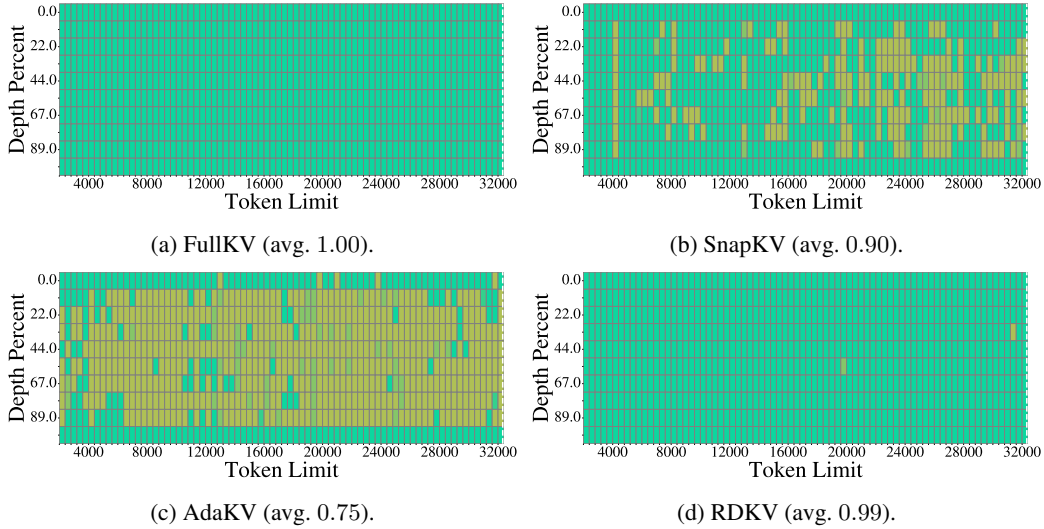 Depth Percent
0.0
22.0
44.0
67.0
89.0
4000 8000 12000 16000 20000 24000 28000 32000
Token Limit
(a) FullKV (avg. 1.00).
Depth Percent
0.0
22.0
44.0
67.0
89.0
4000 8000 12000 16000 20000 24000 28000 32000
Token Limit
(b) SnapKV (avg. 0.90).
Depth Percent
0.0
22.0
44.0
67.0
89.0
4000 8000 12000 16000 20000 24000 28000 32000
Token Limit
(c) AdaKV (avg. 0.75).
Depth Percent
0.0
22.0
44.0
67.0
89.0
4000 8000 12000 16000 20000 24000 28000 32000
Token Limit
(d) RDKV (avg. 0.99).